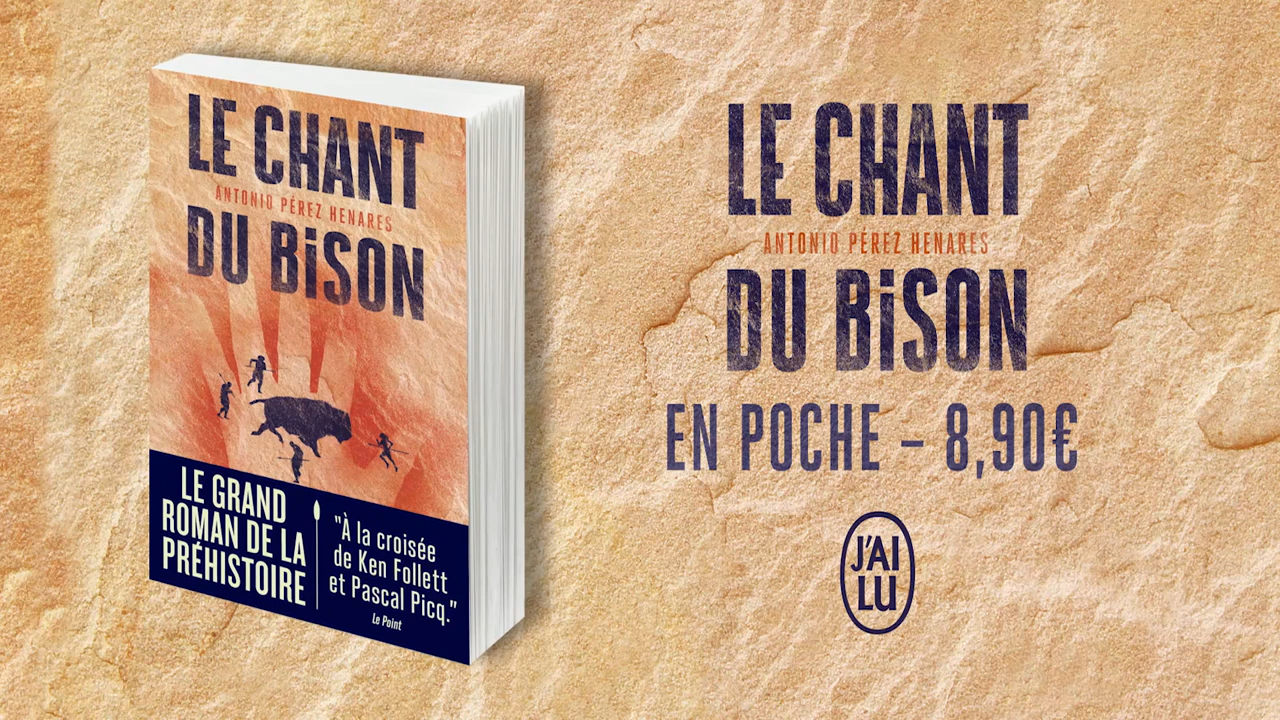 LE CHANT
ANTONIO PÉREZ HENARES
DU BiSON
LE GRAND
ROMAN DE LA
PRÉHISTOIRE
"À la croisée
de Ken Follett
et Pascal Picq."
Le Point
LE CHANT
ANTONIO PÉREZ HENARES
DU BiSON
EN POCHE – 8,90€
J'AI
LU